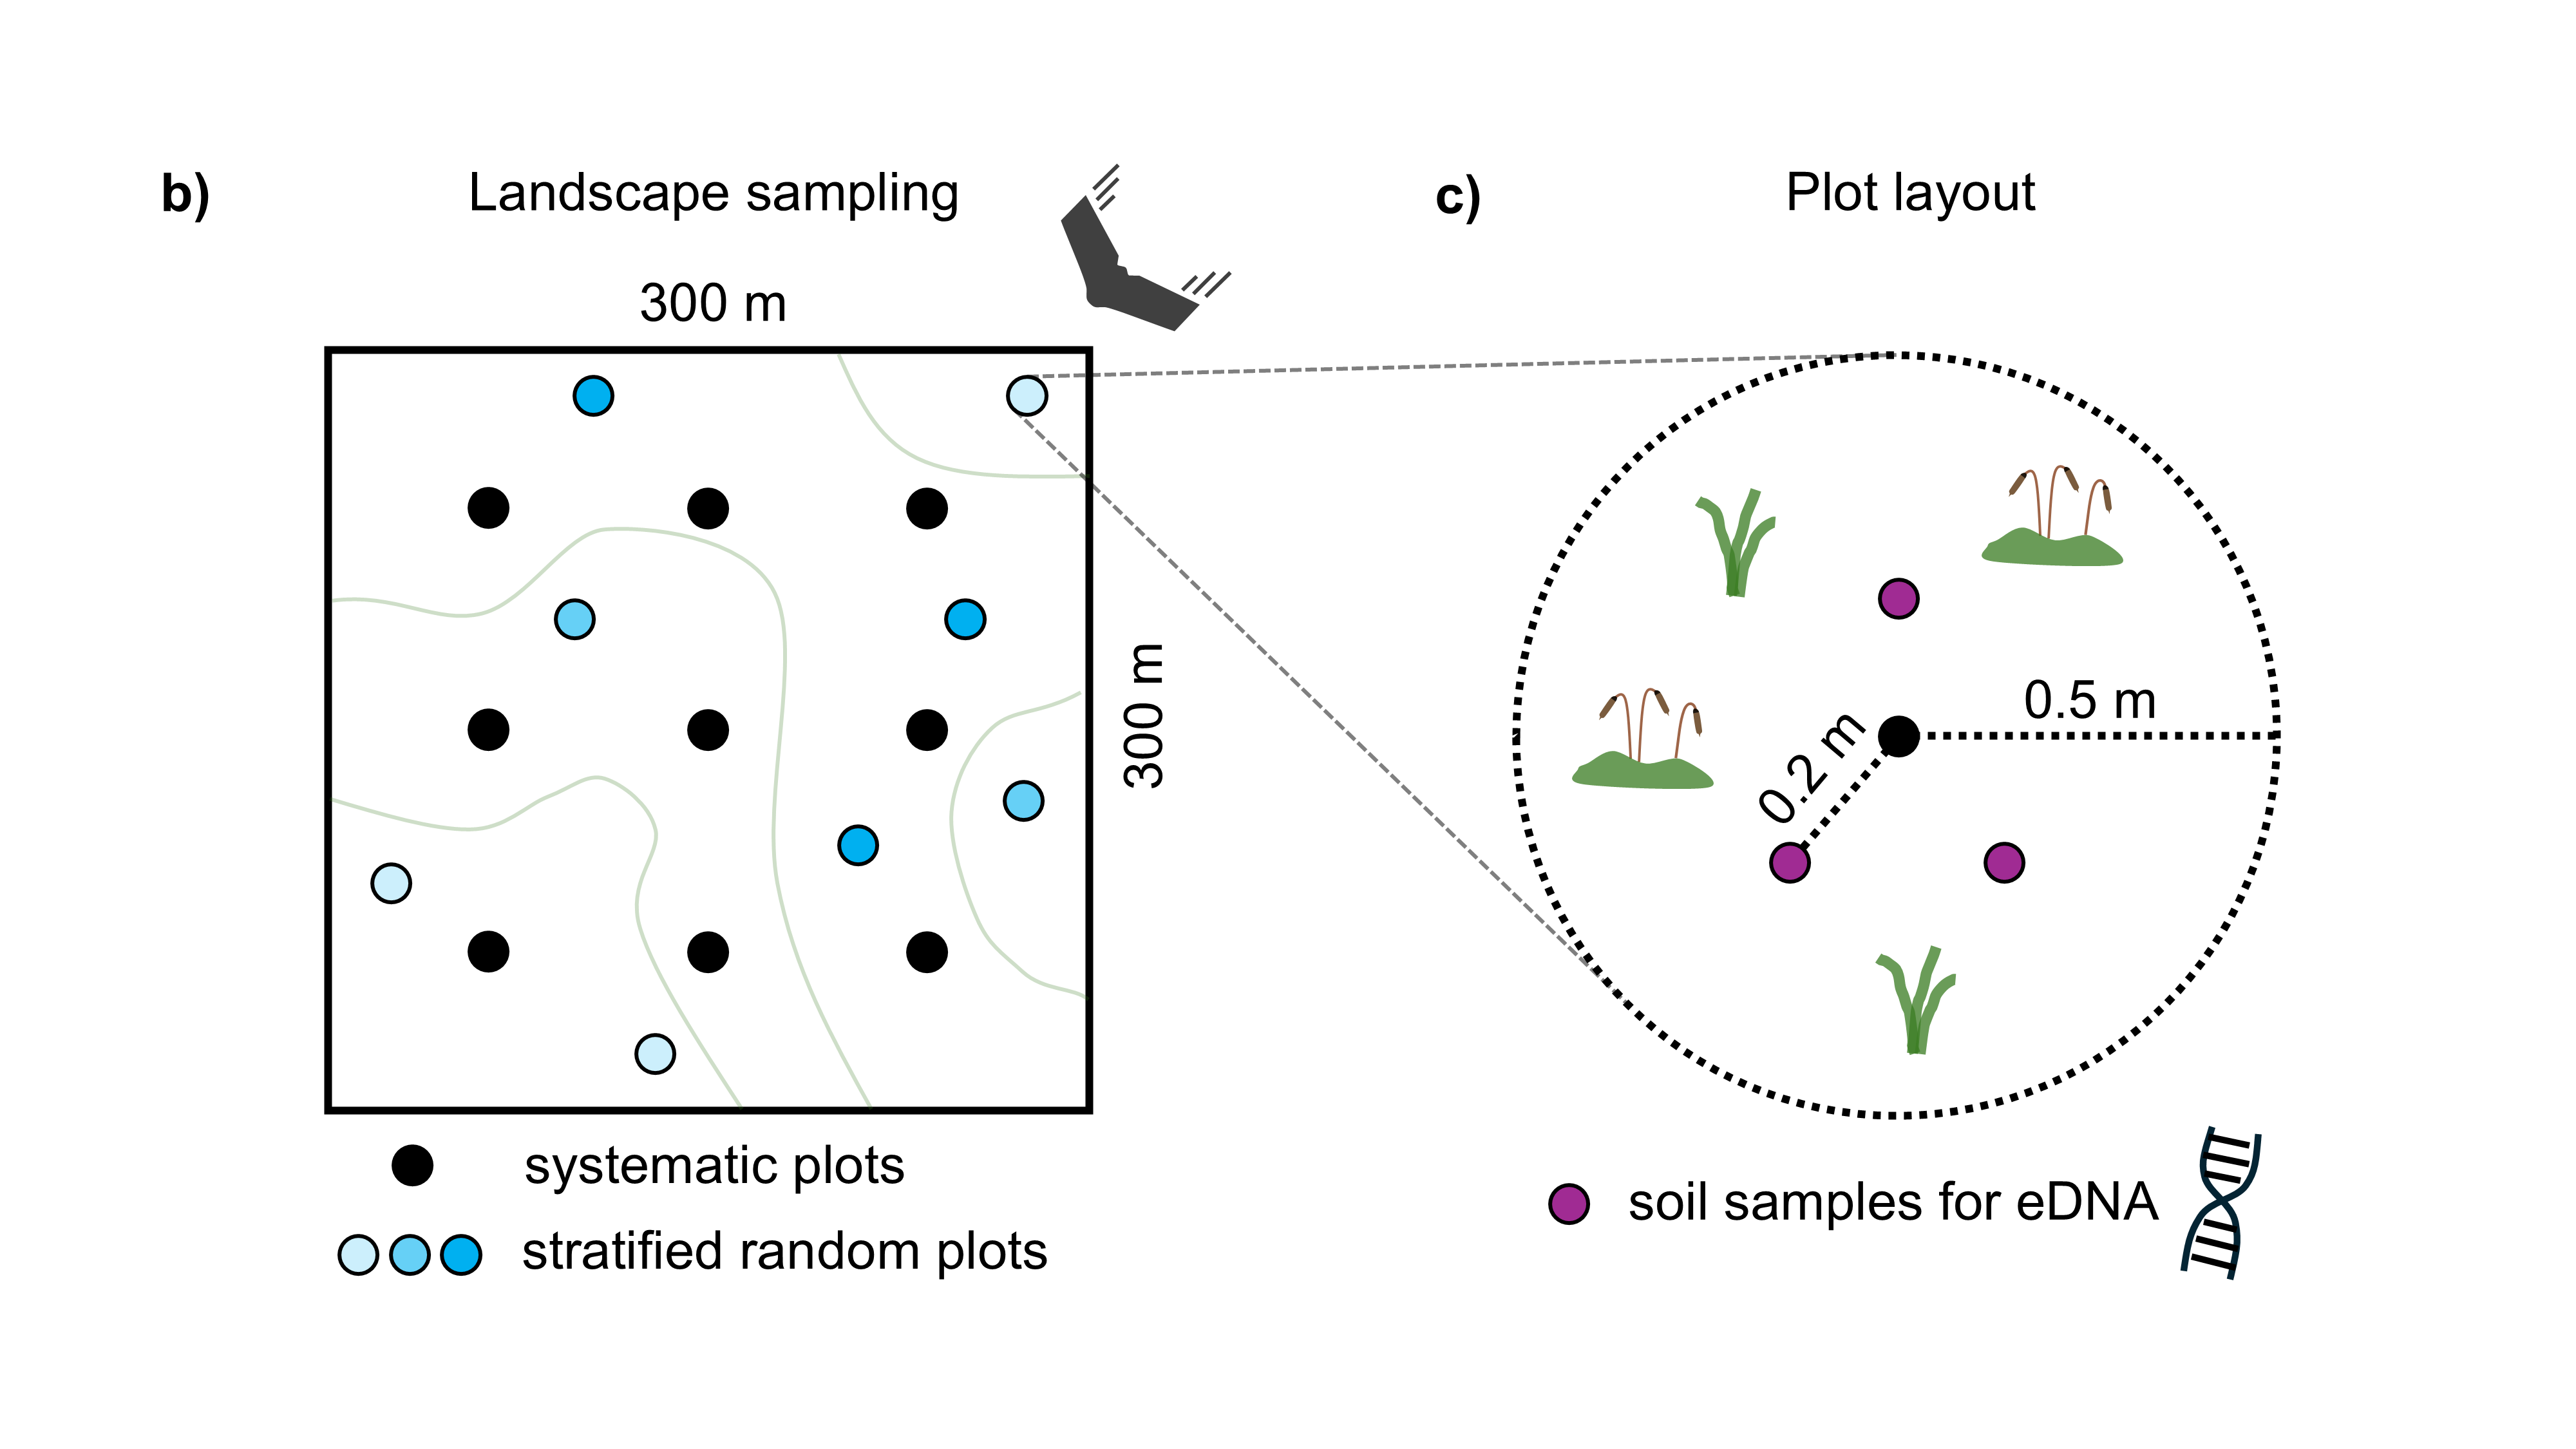 b)
Landscape sampling
300 m
300 m
systematic plots
stratified random plots
c)
Plot layout
0.5 m
0.2 m
soil samples for eDNA